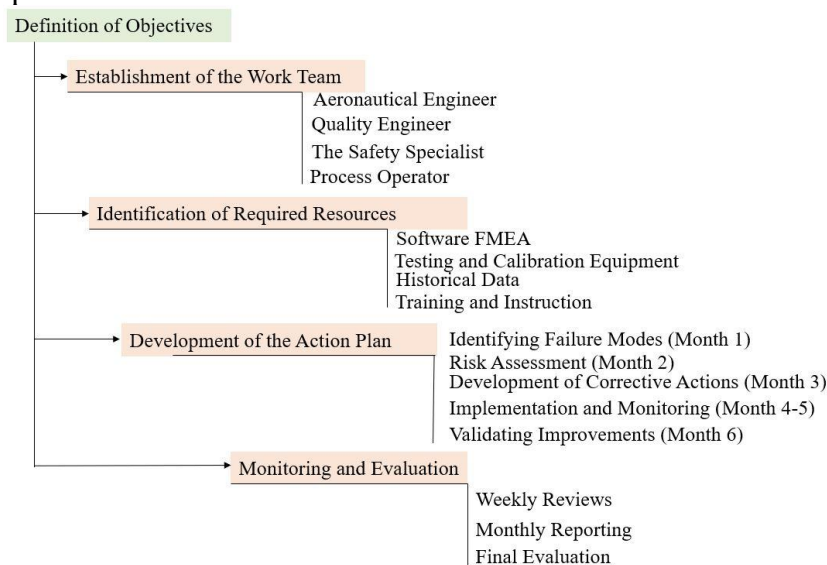 Definition of Objectives
Establishment of the Work Team
Aeronautical Engineer
Quality Engineer
The Safety Specialist
Process Operator
Identification of Required Resources
Software FMEA
Testing and Calibration Equipment
Historical Data
Training and Instruction
Development of the Action Plan
Identifying Failure Modes (Month 1)
Risk Assessment (Month 2)
Development of Corrective Actions (Month 3)
Implementation and Monitoring (Month 4-5)
Validating Improvements (Month 6)
Monitoring and Evaluation
Weekly Reviews
Monthly Reporting
Final Evaluation